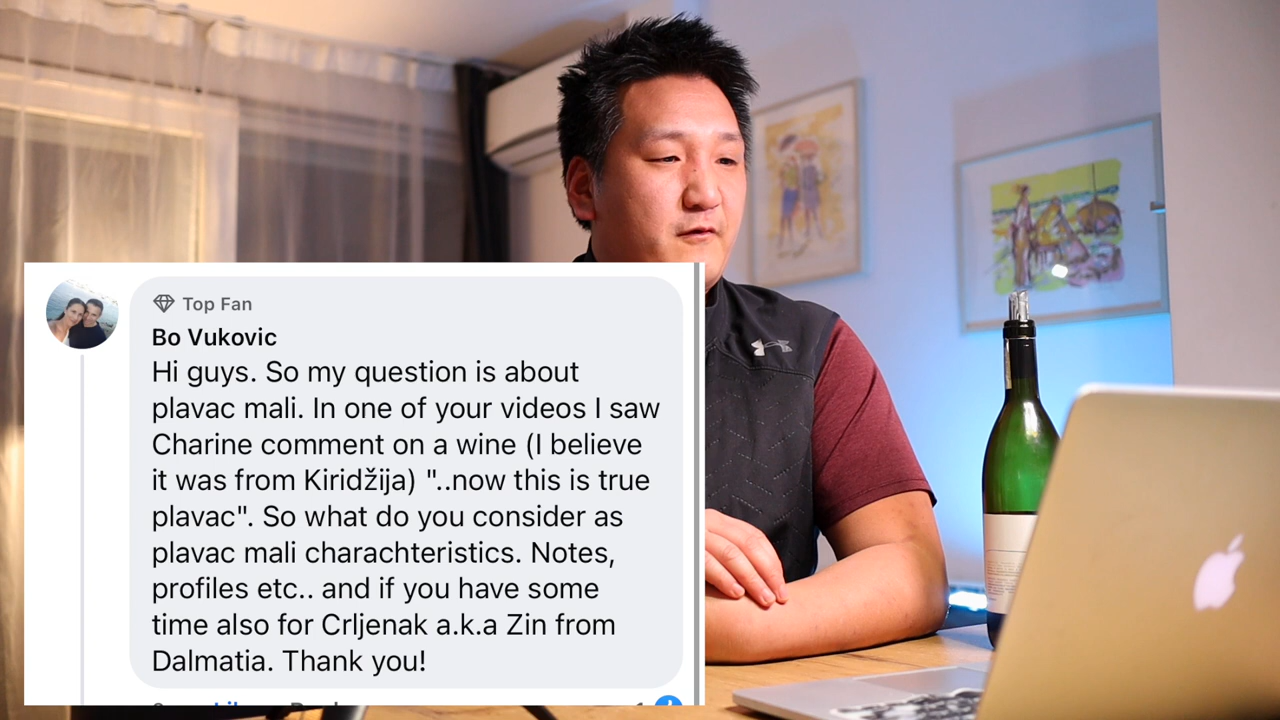 Top Fan
Bo Vukovic
Hi guys. So my question is about
plavac mali. In one of your videos I saw
Charine comment on a wine (I believe
it was from Kiridžija) "..now this is true
plavac". So what do you consider as
plavac mali charachteristics. Notes,
profiles etc.. and if you have some
time also for Crljenak a.k.a Zin from
Dalmatia. Thank you!